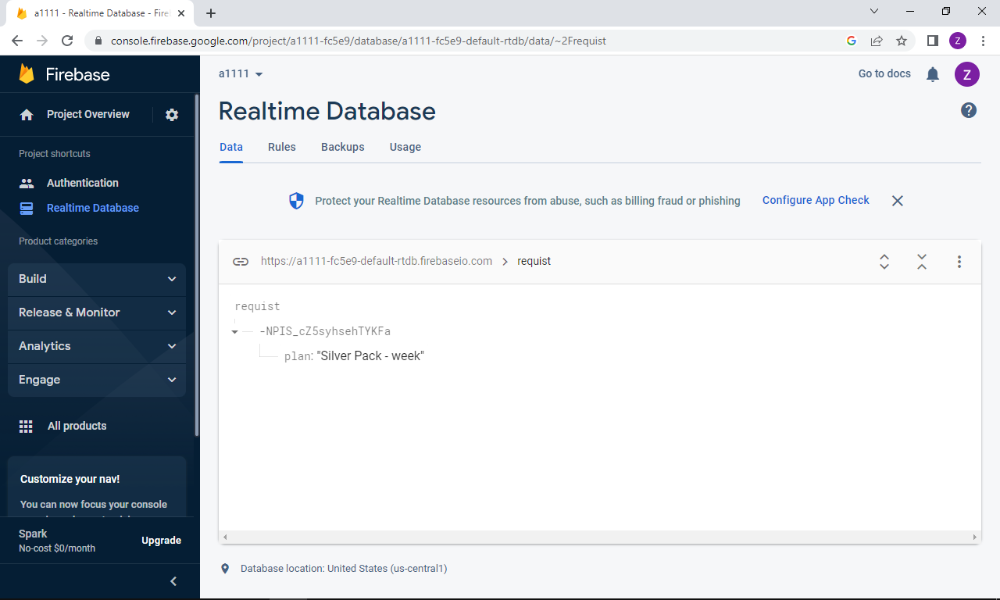 a1111 - Realtime Database - Fire
console.firebase.google.com/project/a1111-fc5e9/database/a1111-fc5e9-default-rtdb/data/~2Frequist
Z
Firebase
Project Overview
Project shortcuts
Authentication
Realtime Database
Product categories
Build
Release & Monitor
Analytics
Engage
All products
Customize your nav!
You can now focus your console
Spark
No-cost $0/month
Upgrade
a1111
Go to docs
Z
Realtime Database
Data Rules Backups Usage
Protect your Realtime Database resources from abuse, such as billing fraud or phishing Configure App Check
https://a1111-fc5e9-default-rtdb.firebaseio.com > requist
requist
-NPIS_cZ5syhsehTYKFa
plan: "Silver Pack - week"
Database location: United States (us-central1)